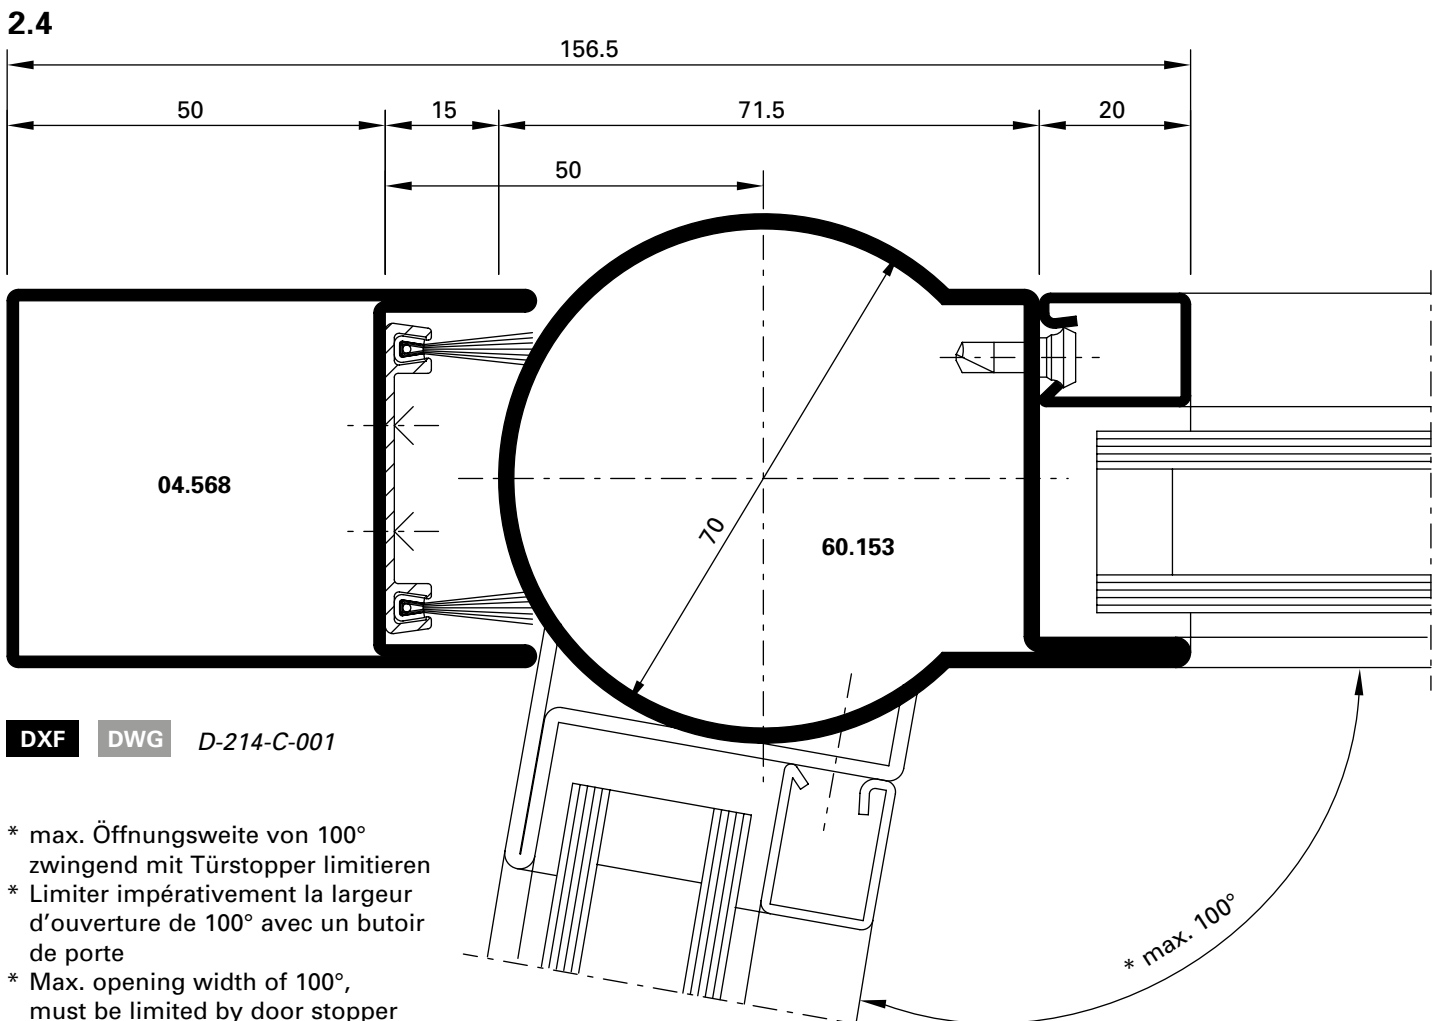 2.4
156.5
50
15
71.5
20
50
04.568
70
60.153
DXF DWG D-214-C-001
* max. Öffnungsweite von 100°
zwingend mit Türstopper limitieren
* Limiter impérativement la largeur
d’ouverture de 100° avec un butoir
de porte
* Max. opening width of 100°,
must be limited by door stopper
* max. 100°